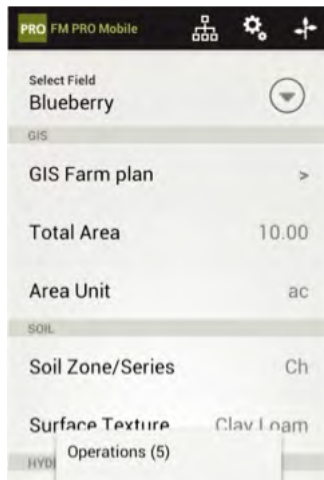 PRO FM PRO Mobile
Select Field
Blueberry
GIS
GIS Farm plan >
Total Area 10.00
Area Unit ac
SOIL
Soil Zone/Series Ch
Surface Texture Clay Loam
Operations (5)